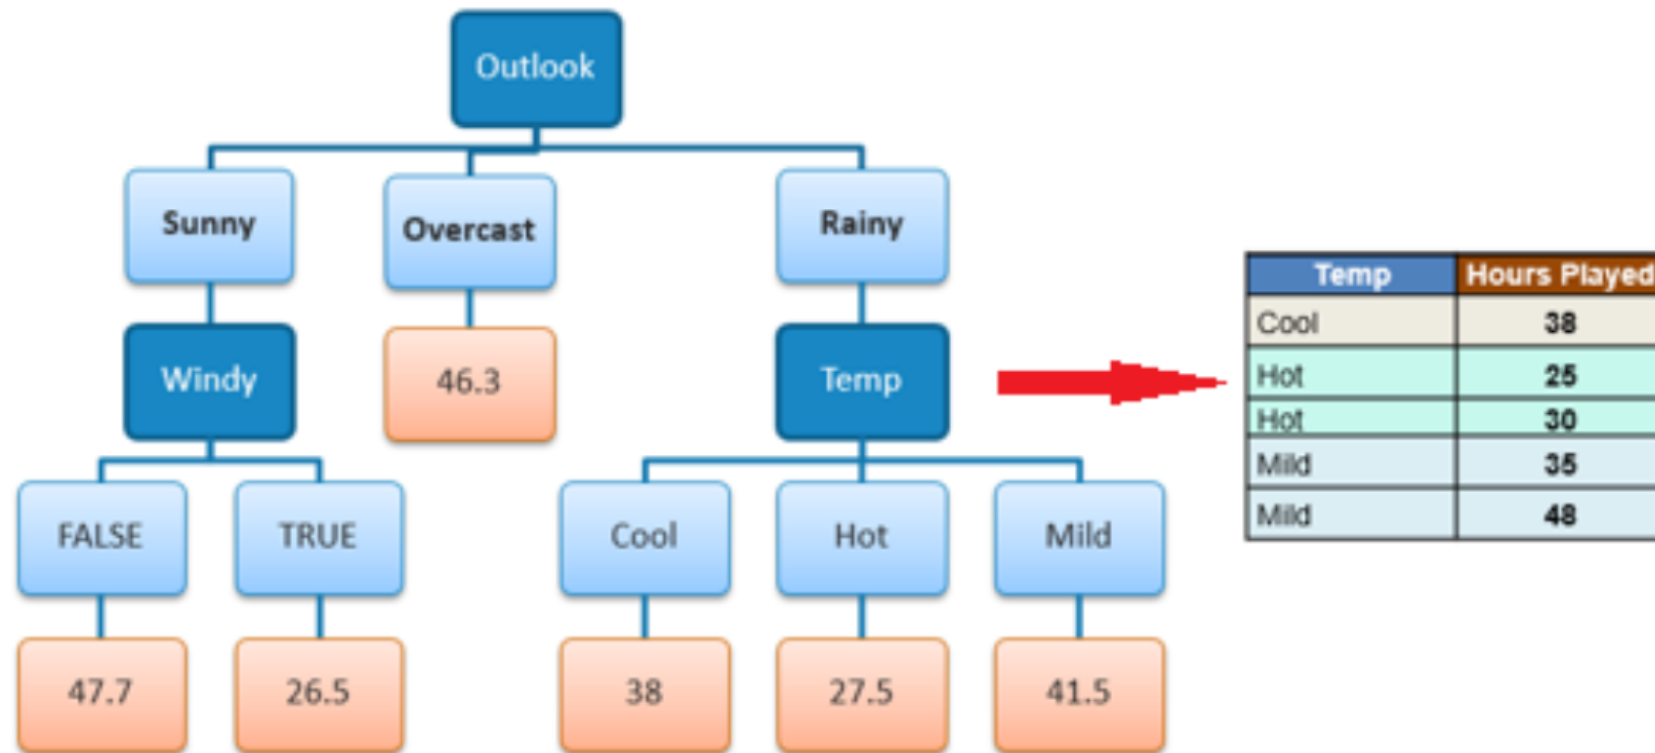 Outlook
Sunny
Overcast
Rainy
Windy
46.3
Temp
FALSE
TRUE
Cool
Hot
Mild
47.7
26.5
38
27.5
41.5
Temp Hours Played
Cool 38
Hot 25
Hot 30
Mild 35
Mild 48